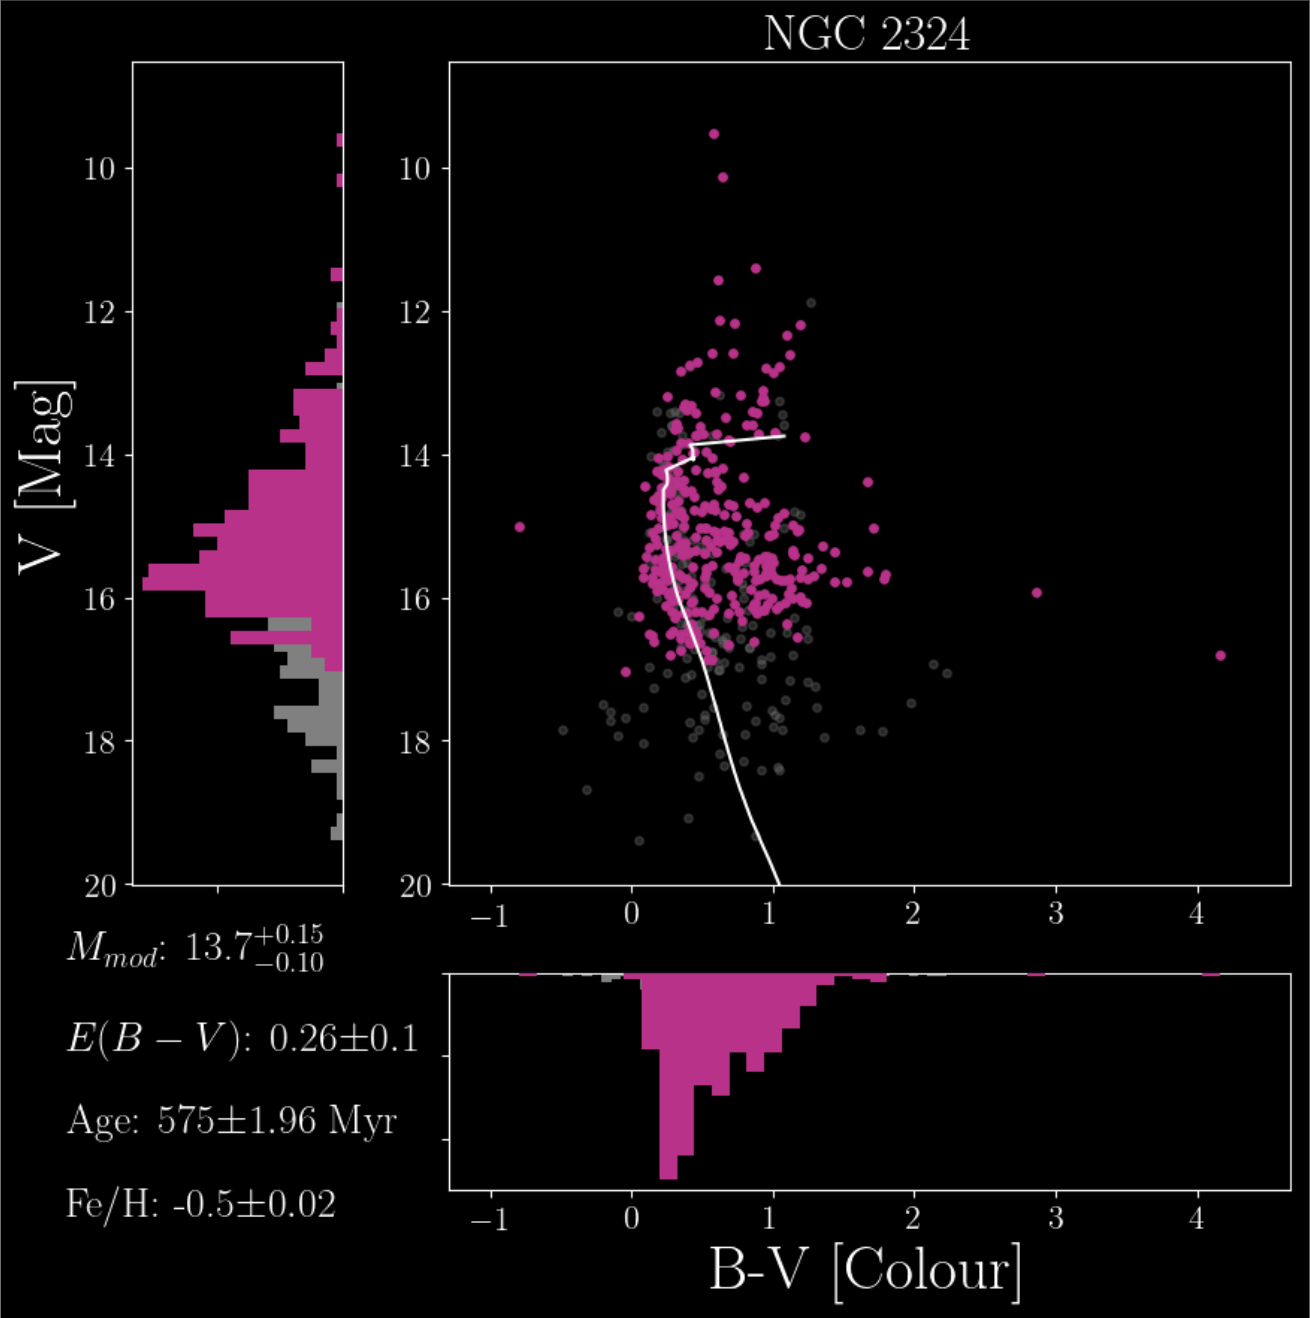 NGC 2324
V [Mag]
10
12
14
16
18
20
10
12
14
16
18
20
−1 0 1 2 3 4
M_mod: 13.7^{+0.15}_{−0.10}
E(B − V): 0.26±0.1
Age: 575±1.96 Myr
Fe/H: -0.5±0.02
−1 0 1 2 3 4
B-V [Colour]